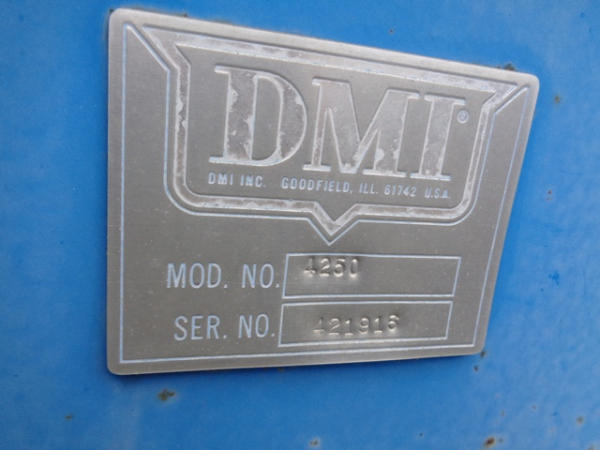 DMI®
DMI INC. GOODFIELD, ILL. 61742 U.S.A.
MOD. NO. 4250
SER. NO. 421916